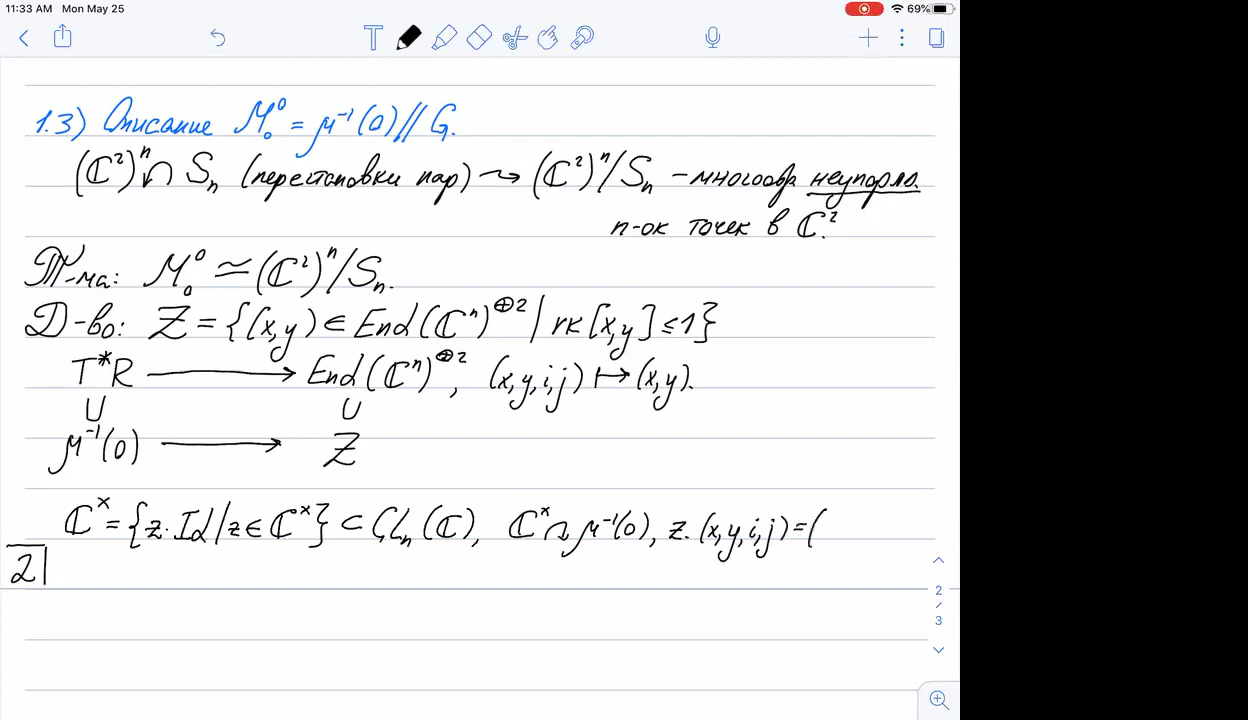 11:33 AM Mon May 25
69%
1.3) Описание M₀⁰ = μ⁻¹(0)//G.
(ℂ²)ⁿ ↶ Sₙ (перестановки пар) ⇝ (ℂ²)ⁿ/Sₙ – многообр неупоряд.
n-ок точек в ℂ².
Т-ма: M₀⁰ ≃ (ℂ²)ⁿ/Sₙ.
Д-во: Z = {(x,y) ∈ End(ℂⁿ)^⊕2 | rk[x,y] ≤ 1}
T*R ⟶ End(ℂⁿ)^⊕2, (x,y,i,j) ↦ (x,y).
∪ ∪
μ⁻¹(0) ⟶ Z
ℂ^× = {z·Id | z ∈ ℂ^×} ⊂ GLₙ(ℂ), ℂ^× ↷ μ⁻¹(0), z.(x,y,i,j) = (
2
2
/
3